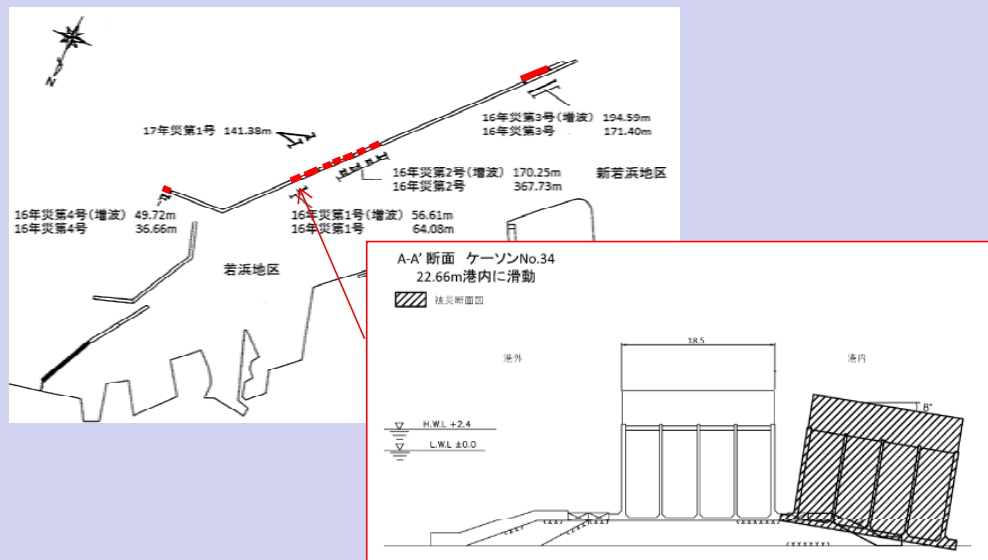 N
16年災第3号(増波) 194.59m
16年災第3号 171.40m
17年災第1号 141.38m
16年災第2号(増波) 170.25m
16年災第2号 367.73m
新若浜地区
16年災第4号(増波) 49.72m
16年災第4号 36.66m
16年災第1号(増波) 56.61m
16年災第1号 64.08m
若浜地区
A-A' 断面 ケーソンNo.34
22.66m港内に滑動
被災断面図
18.5
港外
港内
8°
H.W.L +2.4
L.W.L ±0.0